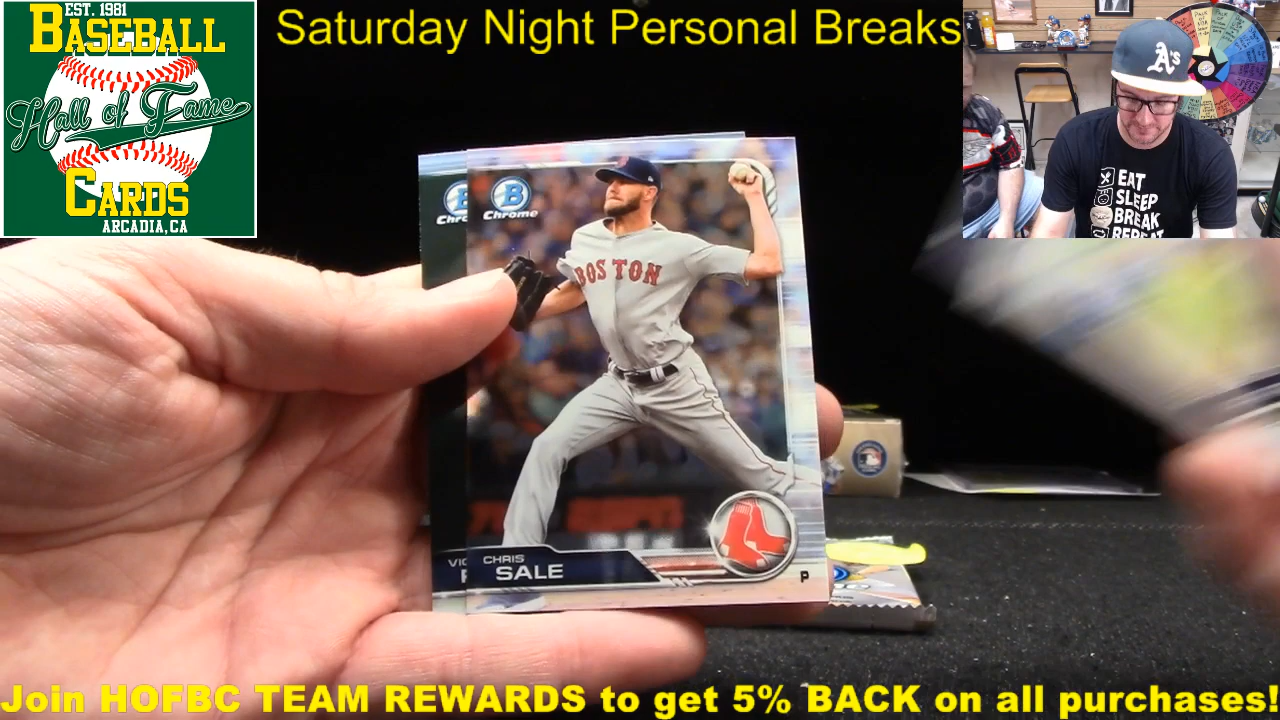 EST. 1981
BASEBALL
Hall of Fame
CARDS
ARCADIA, CA
Saturday Night Personal Breaks
A's
EAT
SLEEP
BREAK
REPEAT
B
Chrome
BOSTON
CHRIS
SALE
P
VIC
Join HOFBC TEAM REWARDS to get 5% BACK on all purchases!